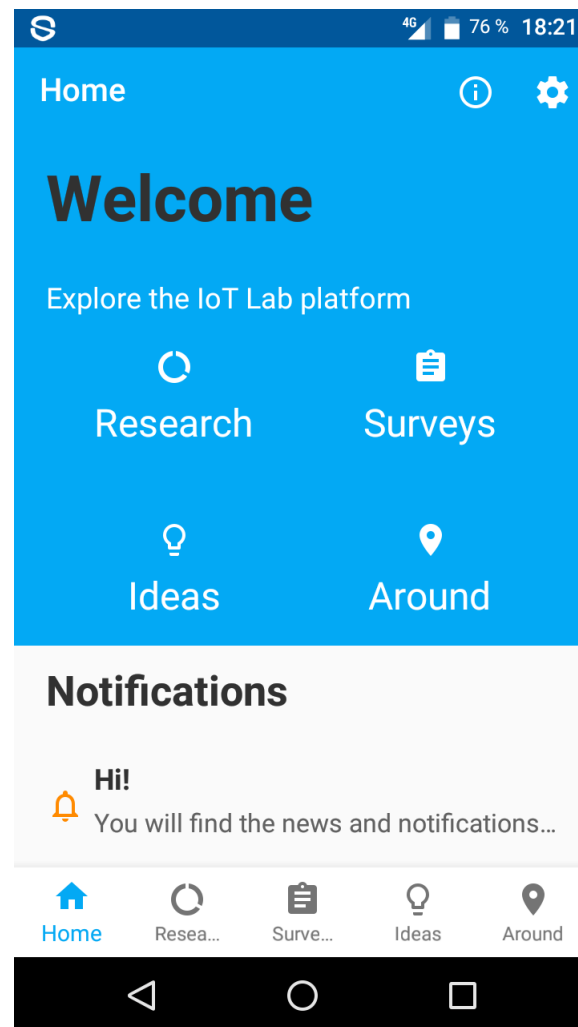 4G 76 % 18:21
Home
Welcome
Explore the IoT Lab platform
Research Surveys
Ideas Around
Notifications
Hi!
You will find the news and notifications...
Home Resea... Surve... Ideas Around